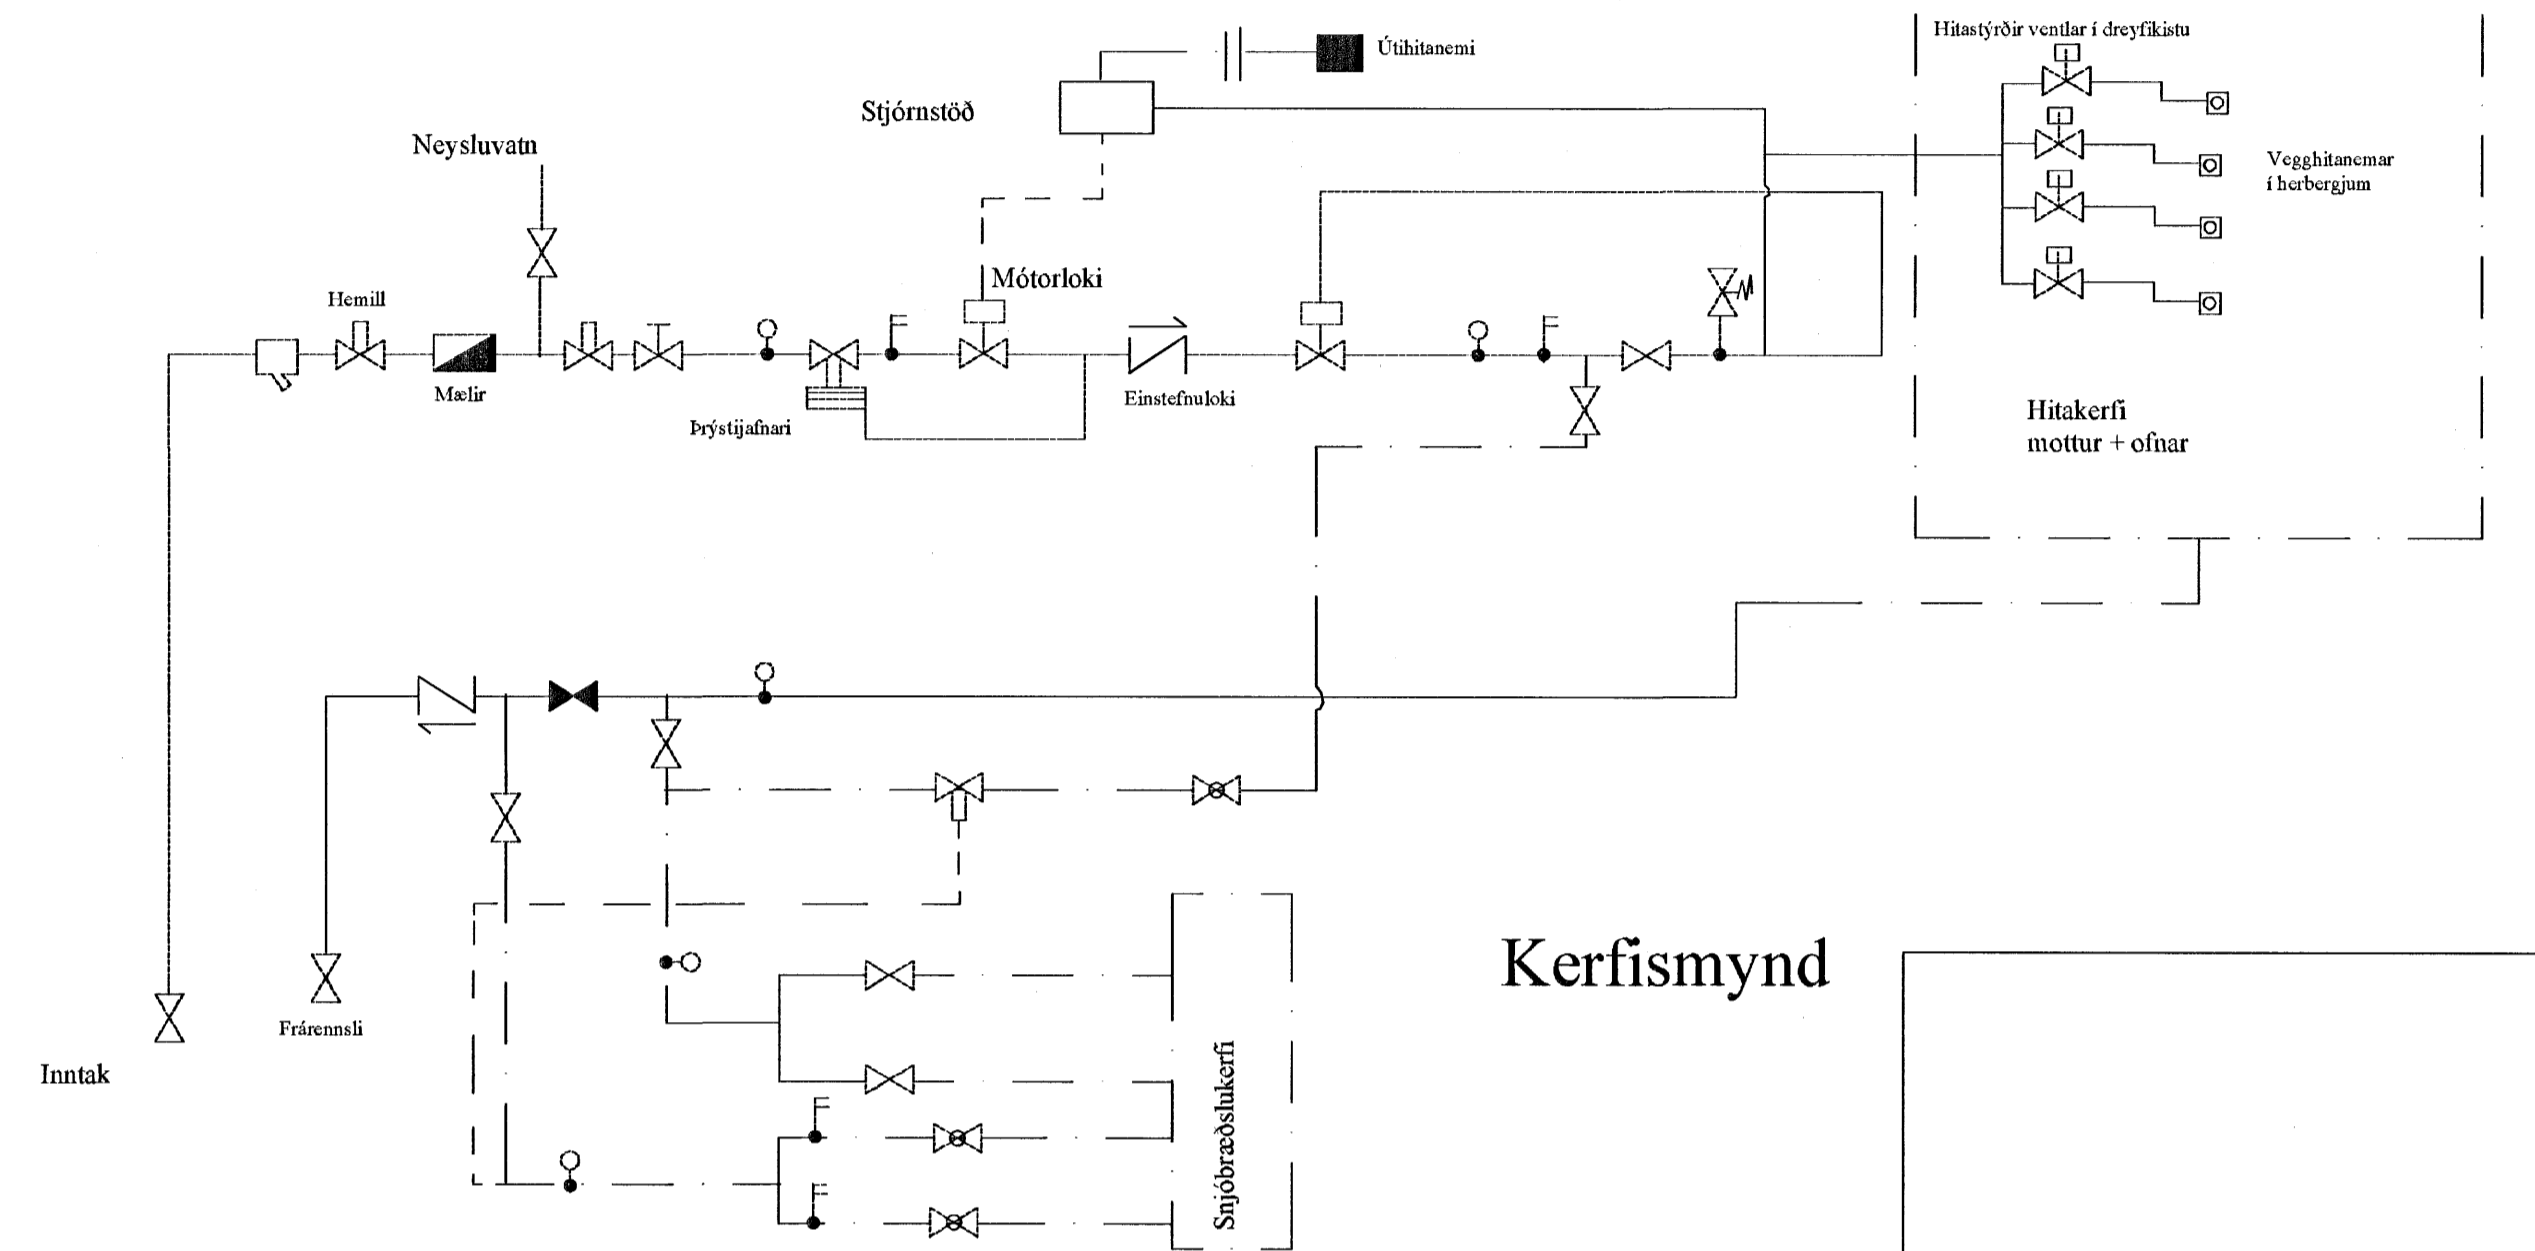 Hitastýrðir ventlar í dreyfikistu
Útihitanemi
Stjórnstöð
Neysluvatn
Vegghitanemar
í herbergjum
Mótorloki
Hemill
Mælir
Einstefnuloki
Þrýstijafnari
Hitakerfi
mottur + ofnar
Kerfismynd
Frárennsli
Inntak
Snjóbræðslukerfi